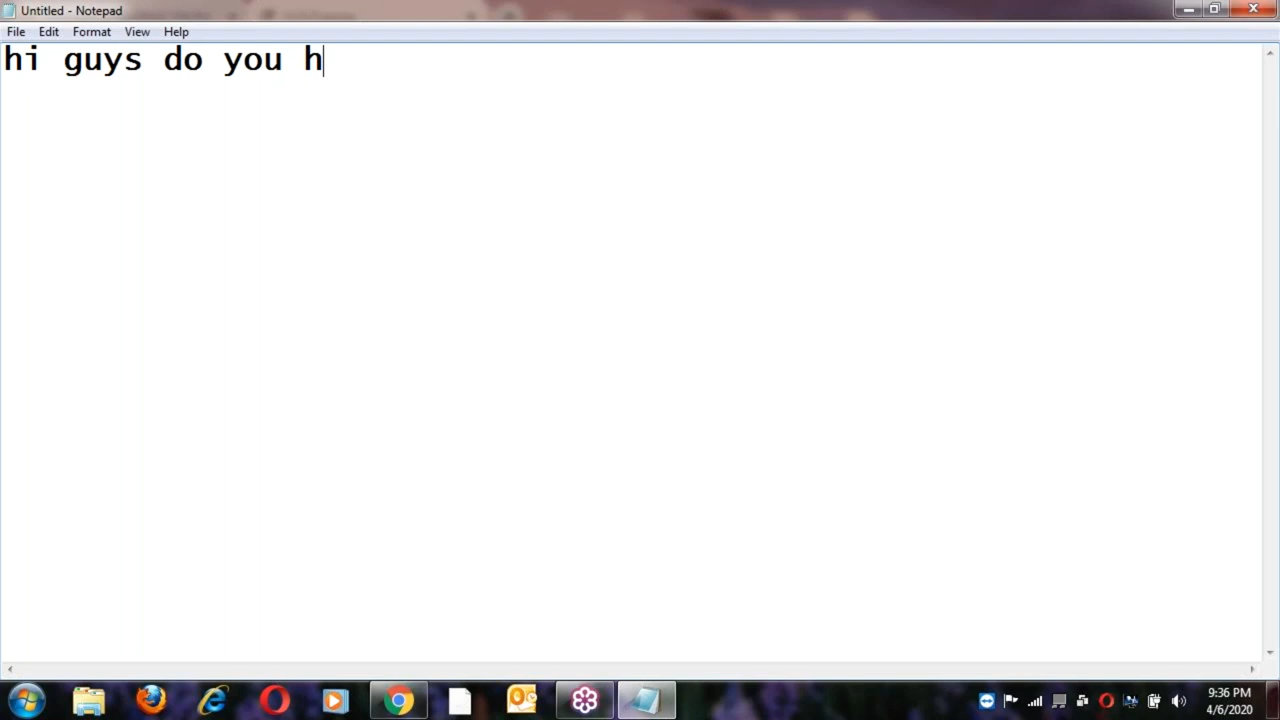 Untitled - Notepad
File Edit Format View Help
hi guys do you h
9:36 PM
4/6/2020